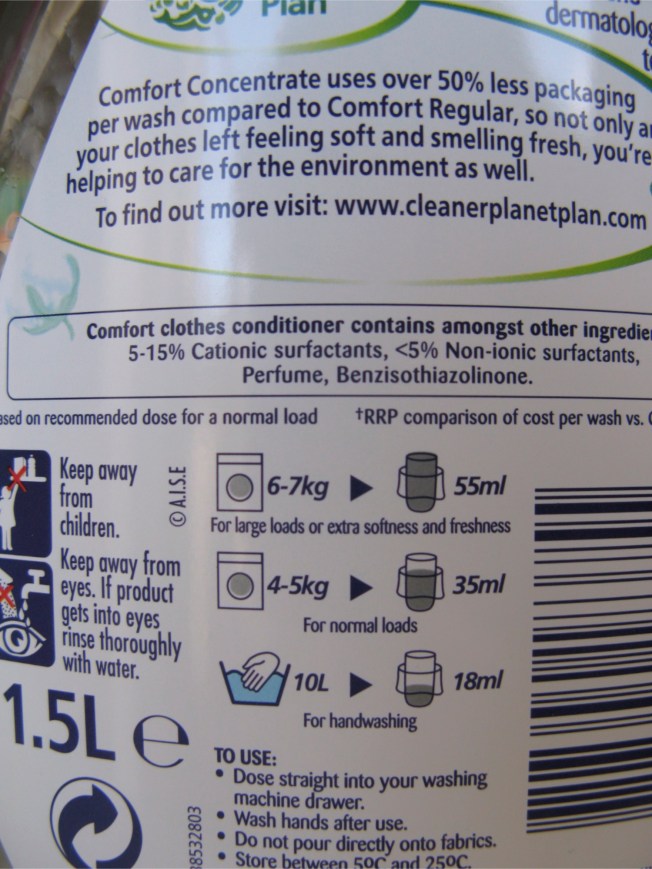 Plan
Comfort Concentrate uses over 50% less packaging
per wash compared to Comfort Regular, so not only
your clothes left feeling soft and smelling fresh, you're
helping to care for the environment as well.
To find out more visit: www.cleanerplanetplan.com
Comfort clothes conditioner contains amongst other
5-15% Cationic surfactants, <5% Non-ionic surfactants,
Perfume, Benzisothiazolinone.
on recommended dose for a normal load †RRP comparison of cost per wash vs.
Keep away
from
children.
© A.I.S.E
6-7kg 55ml
For large loads or extra softness and freshness
Keep away from
eyes. If product
gets into eyes
rinse thoroughly
with water.
4-5kg 35ml
For normal loads
10L 18ml
For handwashing
1.5L e
TO USE:
• Dose straight into your washing
machine drawer.
• Wash hands after use.
• Do not pour directly onto fabrics.
• Store between 5ºC and 25ºC.
8532803